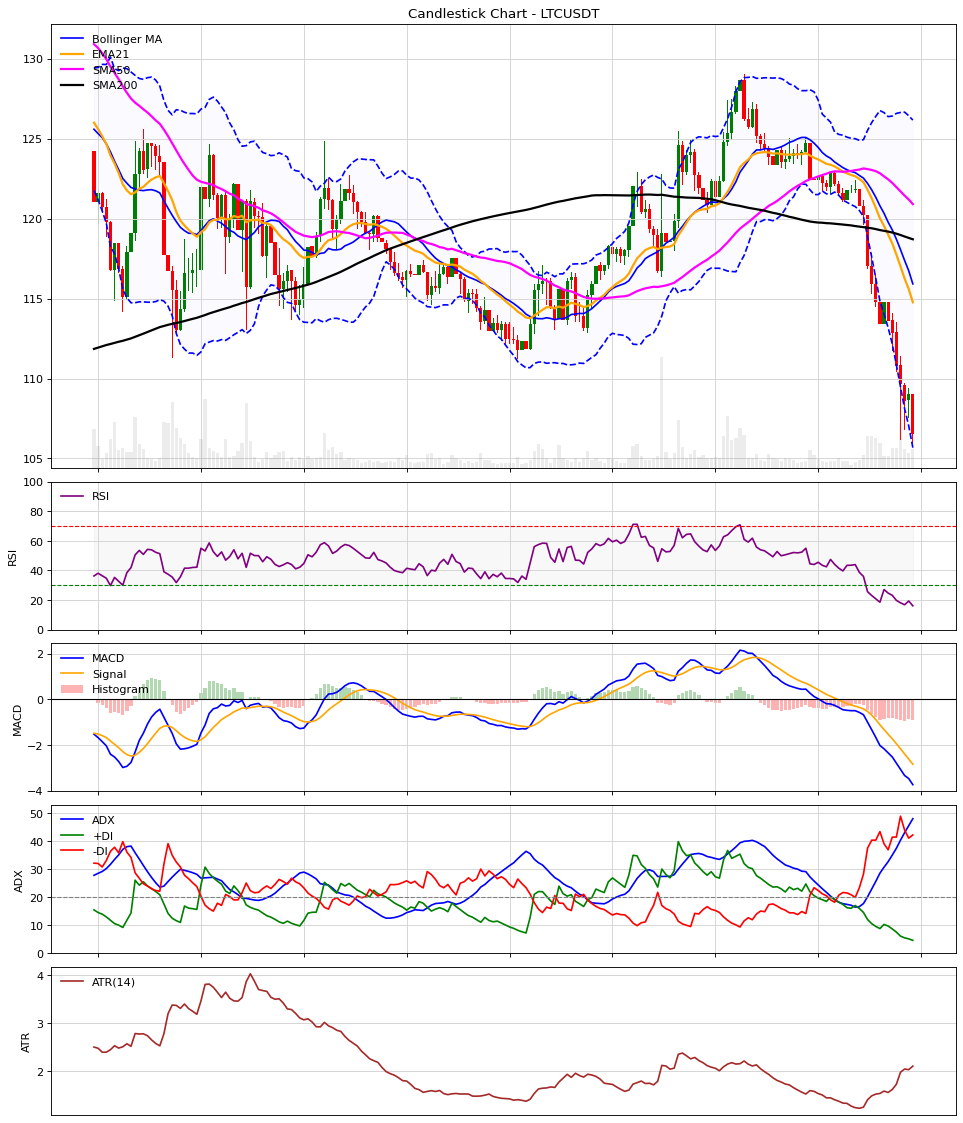 Candlestick Chart - LTCUSDT
Bollinger MA
EMA21
SMA50
SMA200
130
125
120
115
110
105
RSI
RSI
100
80
60
40
20
0
MACD
Signal
Histogram
MACD
2
0
−2
−4
ADX
+DI
-DI
ADX
50
40
30
20
10
0
ATR(14)
ATR
4
3
2